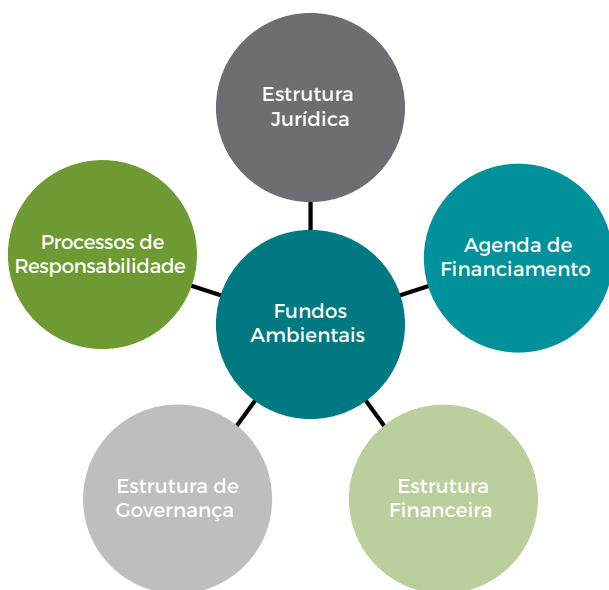 Estrutura
Jurídica
Processos de
Responsabilidade
Agenda de
Financiamento
Fundos
Ambientais
Estrutura de
Governança
Estrutura
Financeira